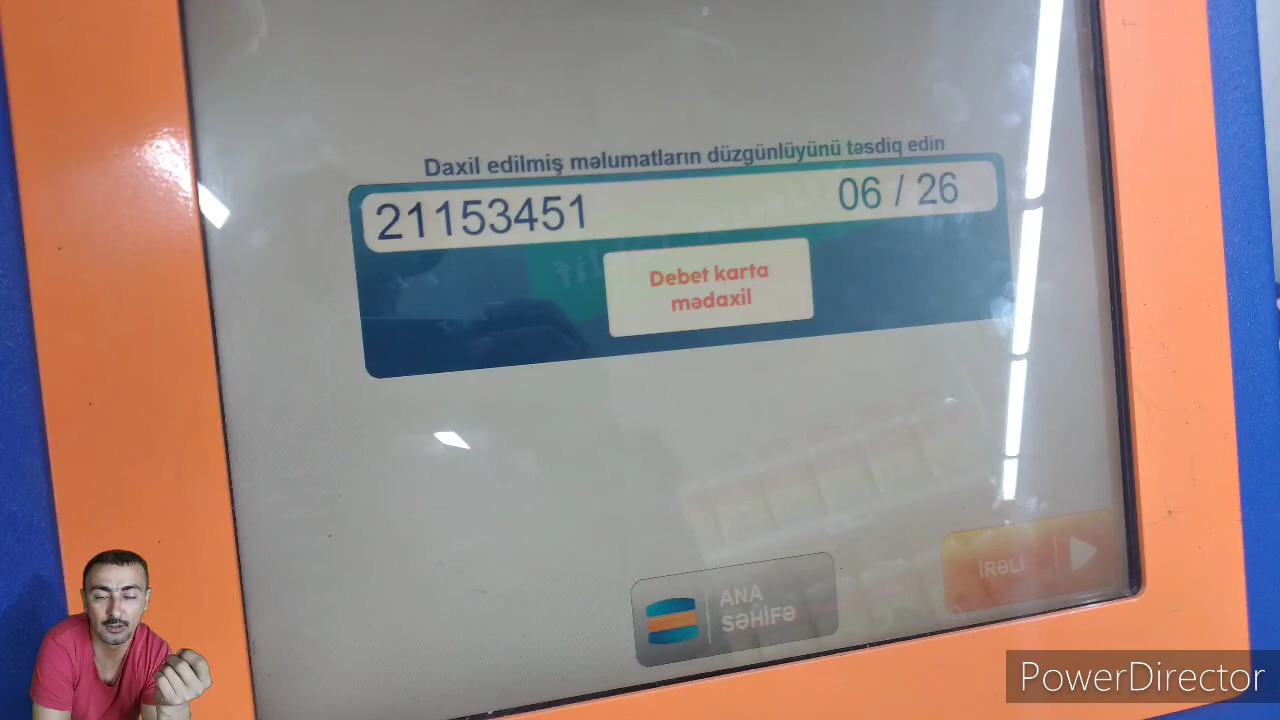 Daxil edilmiş məlumatların düzgünlüyünü təsdiq edin
21153451 06 / 26
Debet karta
mədaxil
İRƏLİ
ANA
SƏHİFƏ
PowerDirector